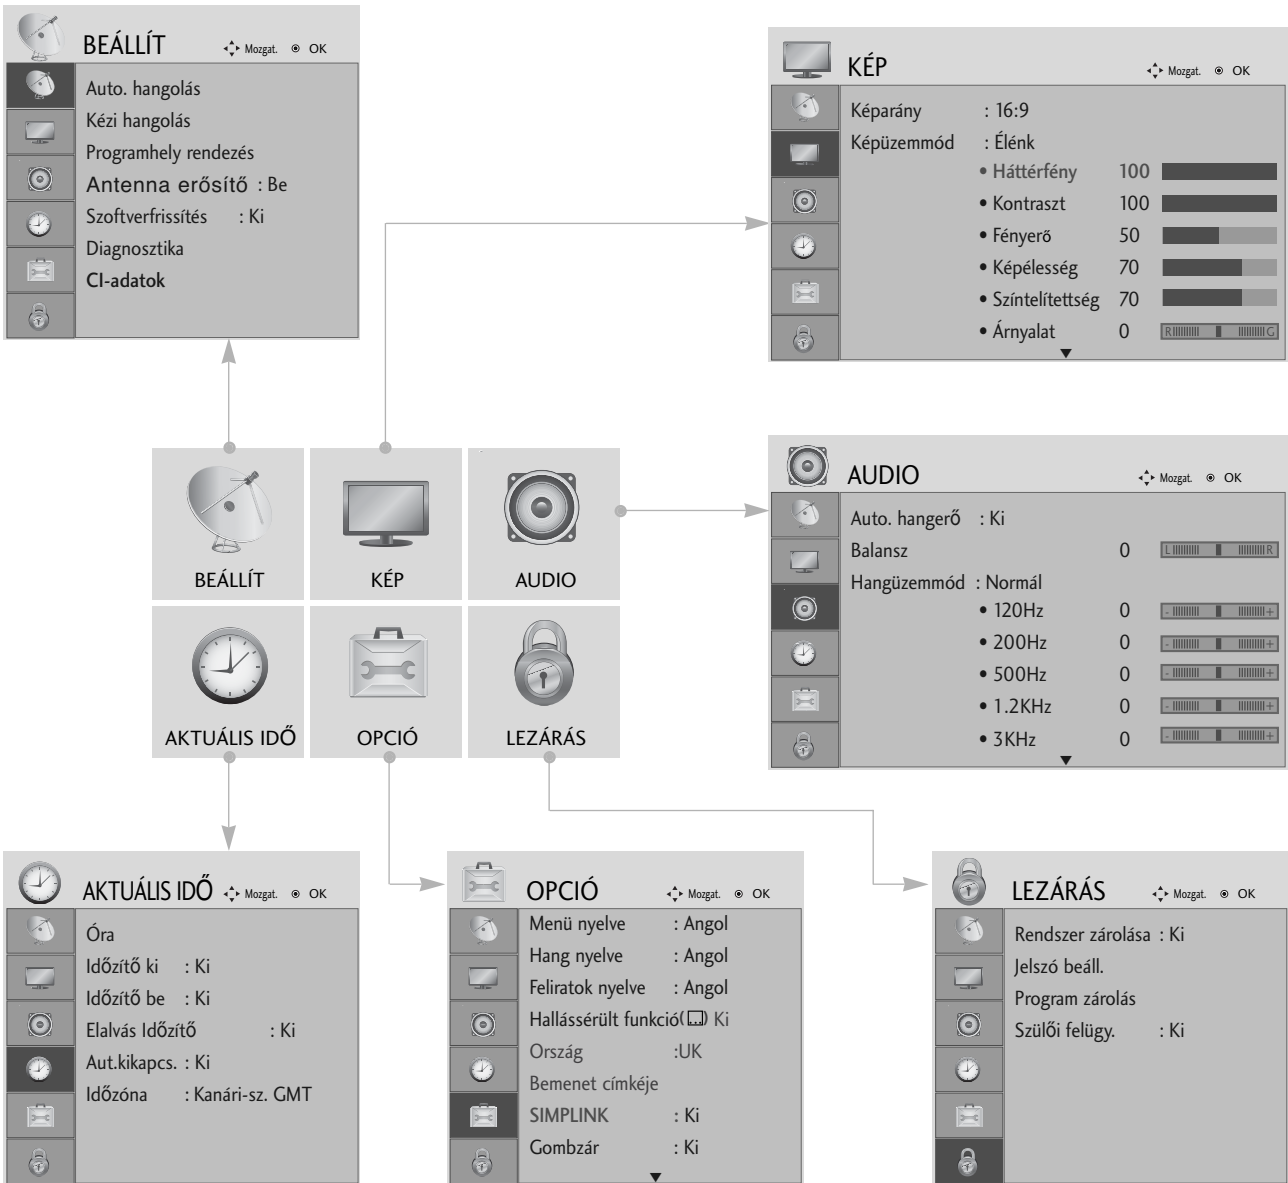 BEÁLLÍT Mozgat. OK
Auto. hangolás
Kézi hangolás
Programhely rendezés
Antenna erősítő : Be
Szoftverfrissítés : Ki
Diagnosztika
CI-adatok
KÉP Mozgat. OK
Képarány : 16:9
Képüzemmód : Élénk
• Háttérfény 100
• Kontraszt 100
• Fényerő 50
• Képélesség 70
• Színtelítettség 70
• Árnyalat 0 R G
BEÁLLÍT
KÉP
AUDIO
AKTUÁLIS IDŐ
OPCIÓ
LEZÁRÁS
AUDIO Mozgat. OK
Auto. hangerő : Ki
Balansz 0 L R
Hangüzemmód : Normál
• 120Hz 0 - +
• 200Hz 0 - +
• 500Hz 0 - +
• 1.2KHz 0 - +
• 3KHz 0 - +
AKTUÁLIS IDŐ Mozgat. OK
Óra
Időzítő ki : Ki
Időzítő be : Ki
Elalvás Időzítő : Ki
Aut.kikapcs. : Ki
Időzóna : Kanári-sz. GMT
OPCIÓ Mozgat. OK
Menü nyelve : Angol
Hang nyelve : Angol
Feliratok nyelve : Angol
Hallássérült funkció( ) Ki
Ország :UK
Bemenet címkéje
SIMPLINK : Ki
Gombzár : Ki
LEZÁRÁS Mozgat. OK
Rendszer zárolása : Ki
Jelszó beáll.
Program zárolás
Szülői felügy. : Ki